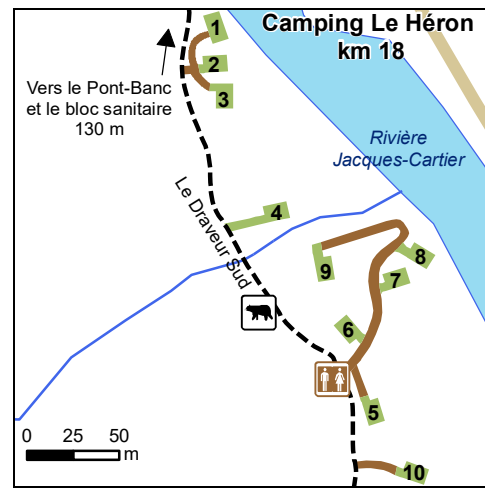 Camping Le Héron
km 18
1
2
3
Vers le Pont-Banc
et le bloc sanitaire
130 m
Rivière
Jacques-Cartier
Le Draveur Sud
4
8
9
7
6
5
10
0 25 50
m